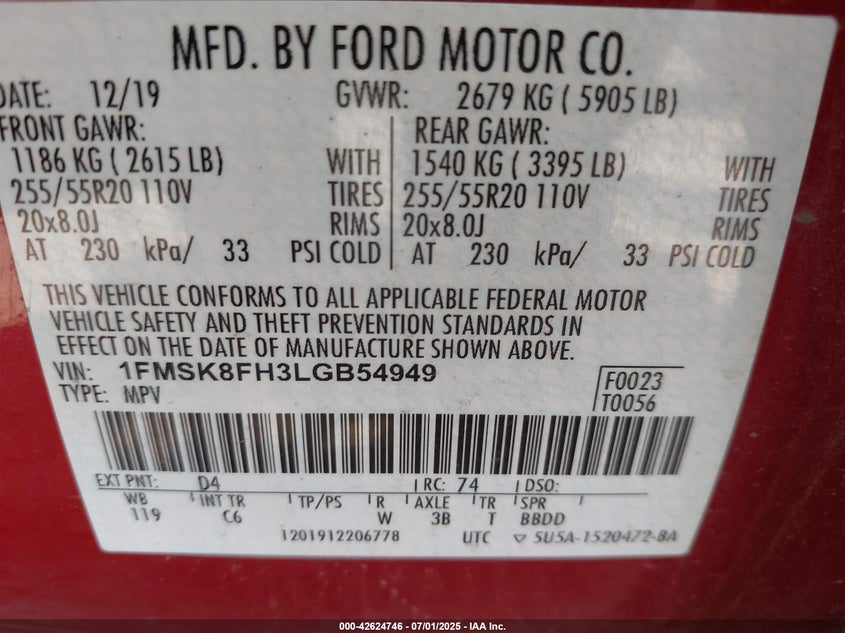 MFD. BY FORD MOTOR CO.
DATE: 12/19 GVWR: 2679 KG ( 5905 LB)
FRONT GAWR: REAR GAWR:
1186 KG ( 2615 LB) WITH 1540 KG ( 3395 LB) WITH
255/55R20 110V TIRES 255/55R20 110V TIRES
20x8.0J RIMS 20x8.0J RIMS
AT 230 kPa/ 33 PSI COLD AT 230 kPa/ 33 PSI COLD
THIS VEHICLE CONFORMS TO ALL APPLICABLE FEDERAL MOTOR
VEHICLE SAFETY AND THEFT PREVENTION STANDARDS IN
EFFECT ON THE DATE OF MANUFACTURE SHOWN ABOVE.
VIN: 1FMSK8FH3LGB54949 F0023
TYPE: MPV T0056
EXT PNT: D4 RC: 74 DSO:
WB INT TR TP/PS R AXLE TR SPR
119 C6 W 3B T BBDD
1201912206778 UTC ▽ 5U5A-1520472-BA
000-42624746 - 07/01/2025 - IAA Inc.